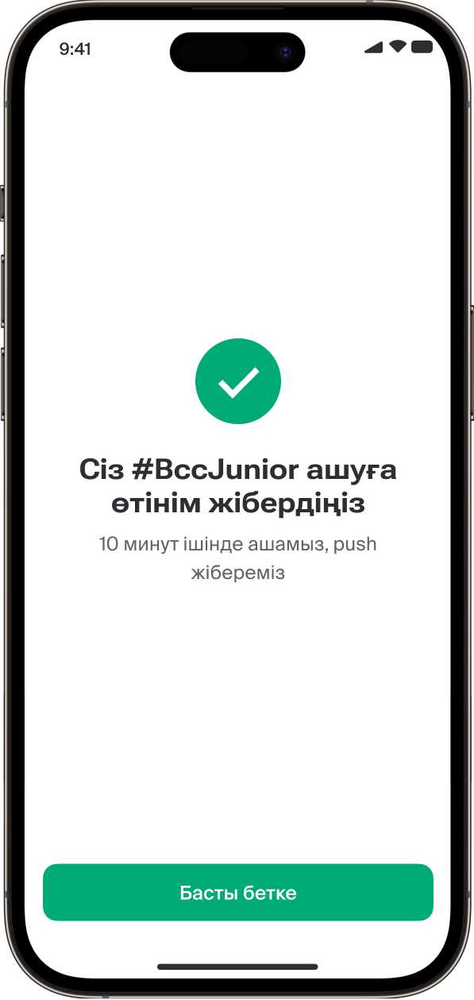 9:41
Сіз #BccJunior ашуға
өтінім жібердіңіз
10 минут ішінде ашамыз, push
жібереміз
Басты бетке